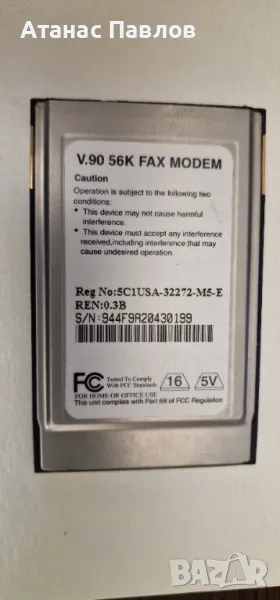 Атанас Павлов
V.90 56K FAX MODEM
Caution
Operation is subject to the following two
conditions:
• This device may not cause harmful
interference.
• This device must accept any interference
received,including interference that may
cause undesired operation.
Reg No:5C1USA-32272-M5-E
REN:0.3B
S/N:944F9A20430199
FC Tested To Comply
With FCC Standards
FOR HOME OR OFFICE USE
16
5V
This unit complies with Part 68 of FCC Regulation
bazar
БАЗАР